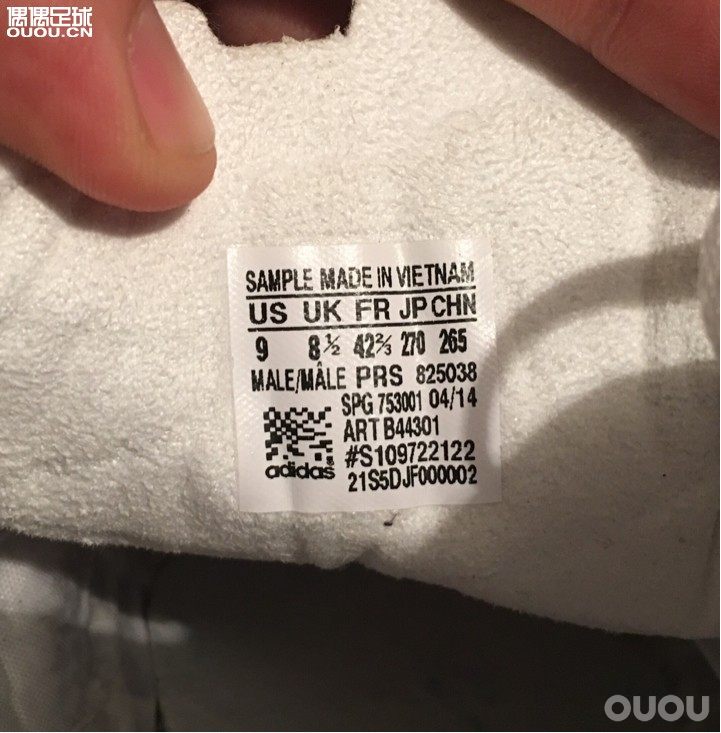 偶偶足球
OUOU.CN
SAMPLE MADE IN VIETNAM
US UK FR JP CHN
9 8½ 42⅔ 270 265
MALE/MÂLE PRS 825038
SPG 753001 04/14
ART B44301
#S109722122
adidas 21S5DJF000002
OUOU